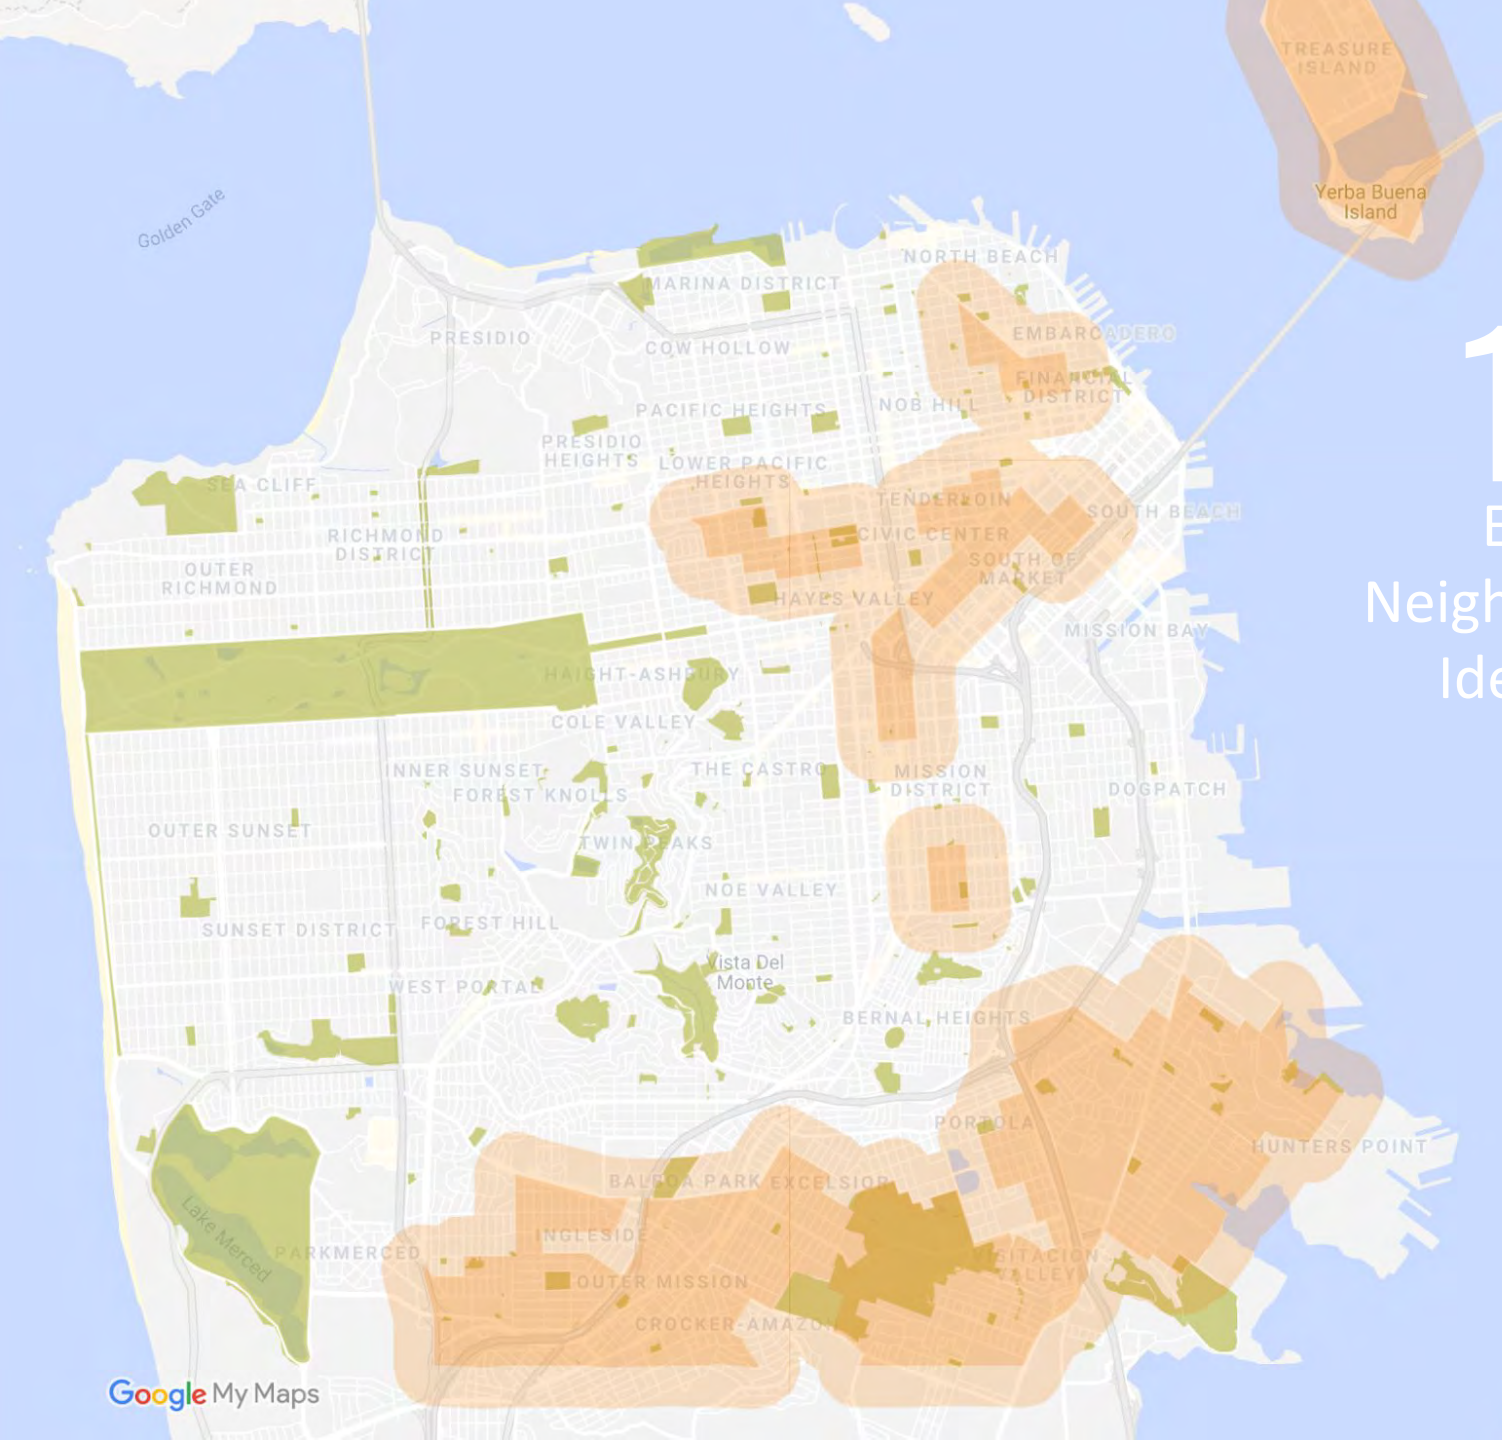 TREASURE
ISLAND
Yerba Buena
Island
Golden Gate
NORTH BEACH
MARINA DISTRICT
EMBARCADERO
PRESIDIO
COW HOLLOW
FINANCIAL
DISTRICT
PACIFIC HEIGHTS
NOB HILL
PRESIDIO
HEIGHTS
LOWER PACIFIC
HEIGHTS
SEA CLIFF
TENDERLOIN
SOUTH BEACH
RICHMOND
DISTRICT
CIVIC CENTER
SOUTH OF
MARKET
OUTER
RICHMOND
HAYES VALLEY
MISSION BAY
HAIGHT-ASHBURY
COLE VALLEY
INNER SUNSET
THE CASTRO
MISSION
DISTRICT
FOREST KNOLLS
DOGPATCH
OUTER SUNSET
TWIN PEAKS
NOE VALLEY
SUNSET DISTRICT
FOREST HILL
Vista Del
Monte
WEST PORTAL
BERNAL HEIGHTS
PORTOLA
HUNTERS POINT
BALBOA PARK
EXCELSIOR
Lake Merced
INGLESIDE
PARKMERCED
VISITACION
VALLEY
OUTER MISSION
CROCKER-AMAZON
Google My Maps
1
E
Neigh
Ide